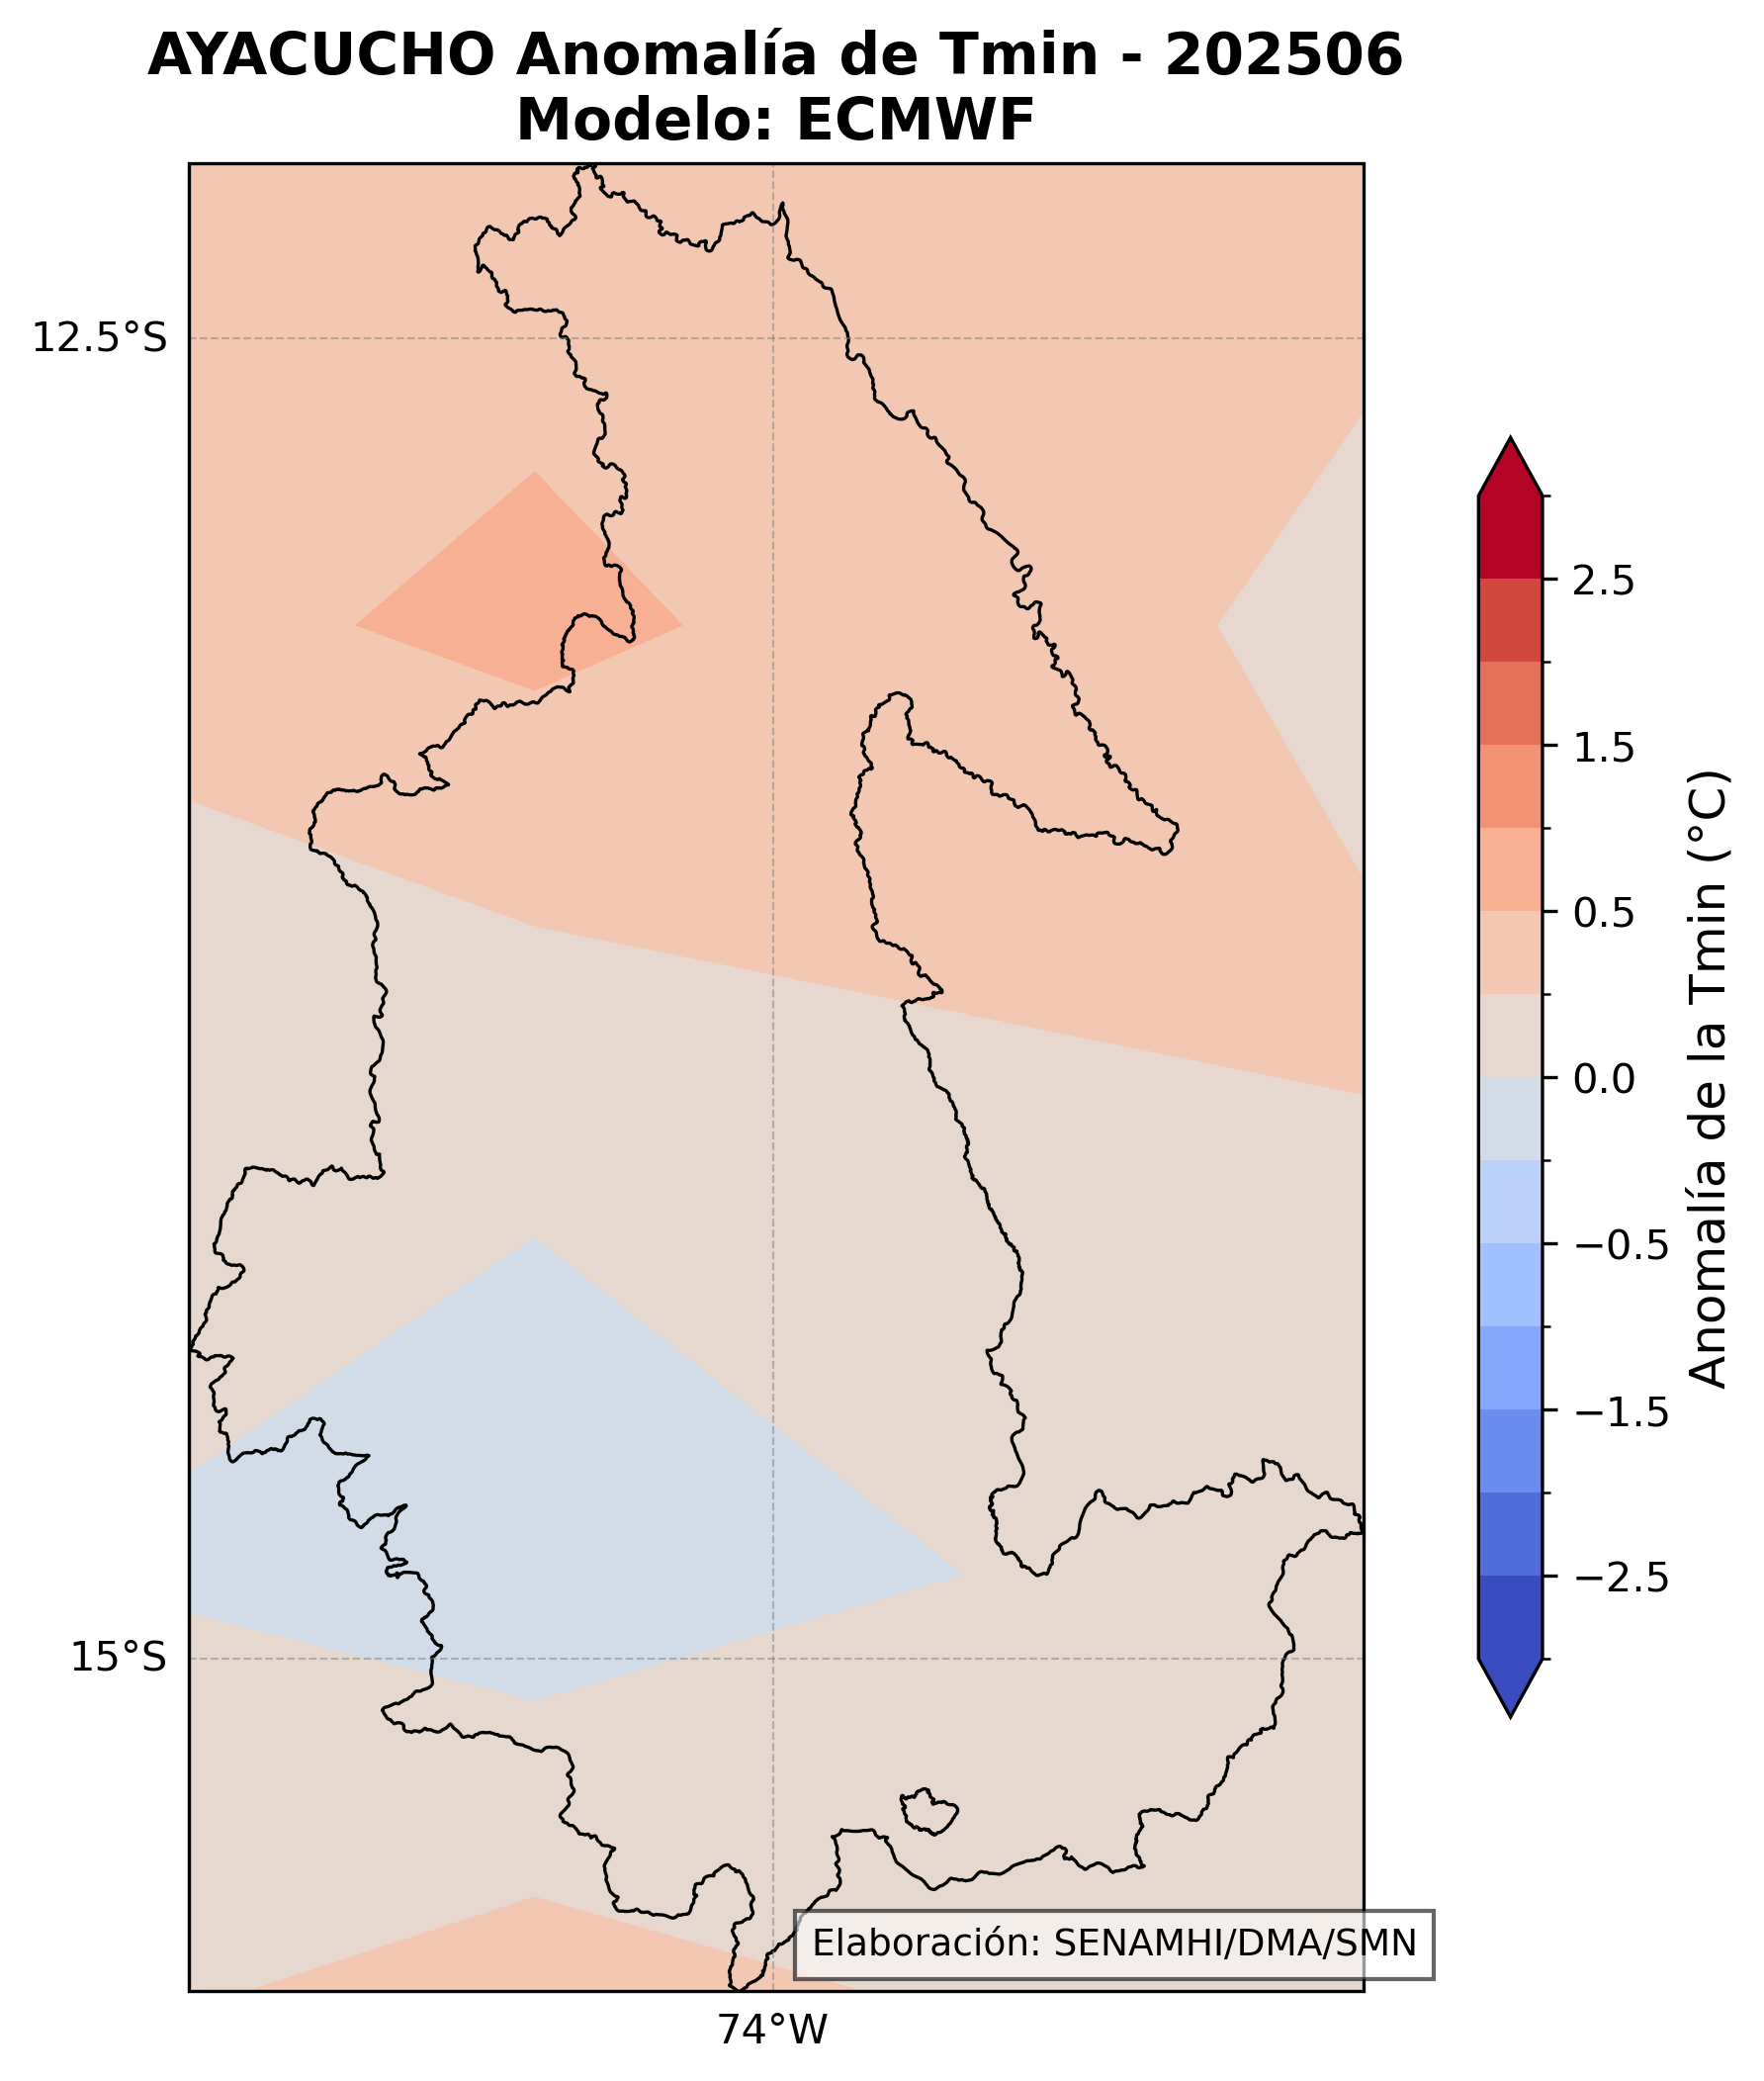 AYACUCHO Anomalía de Tmin - 202506
Modelo: ECMWF
12.5°S
15°S
74°W
2.5
1.5
0.5
0.0
−0.5
−1.5
−2.5
Anomalía de la Tmin (°C)
Elaboración: SENAMHI/DMA/SMN